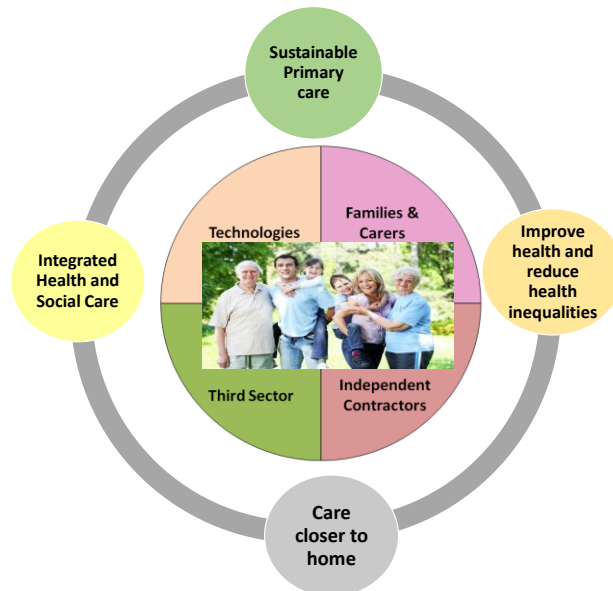 Sustainable
Primary
care
Technologies
Families &
Carers
Integrated
Health and
Social Care
Improve
health and
reduce
health
inequalities
Third Sector
Independent
Contractors
Care
closer to
home